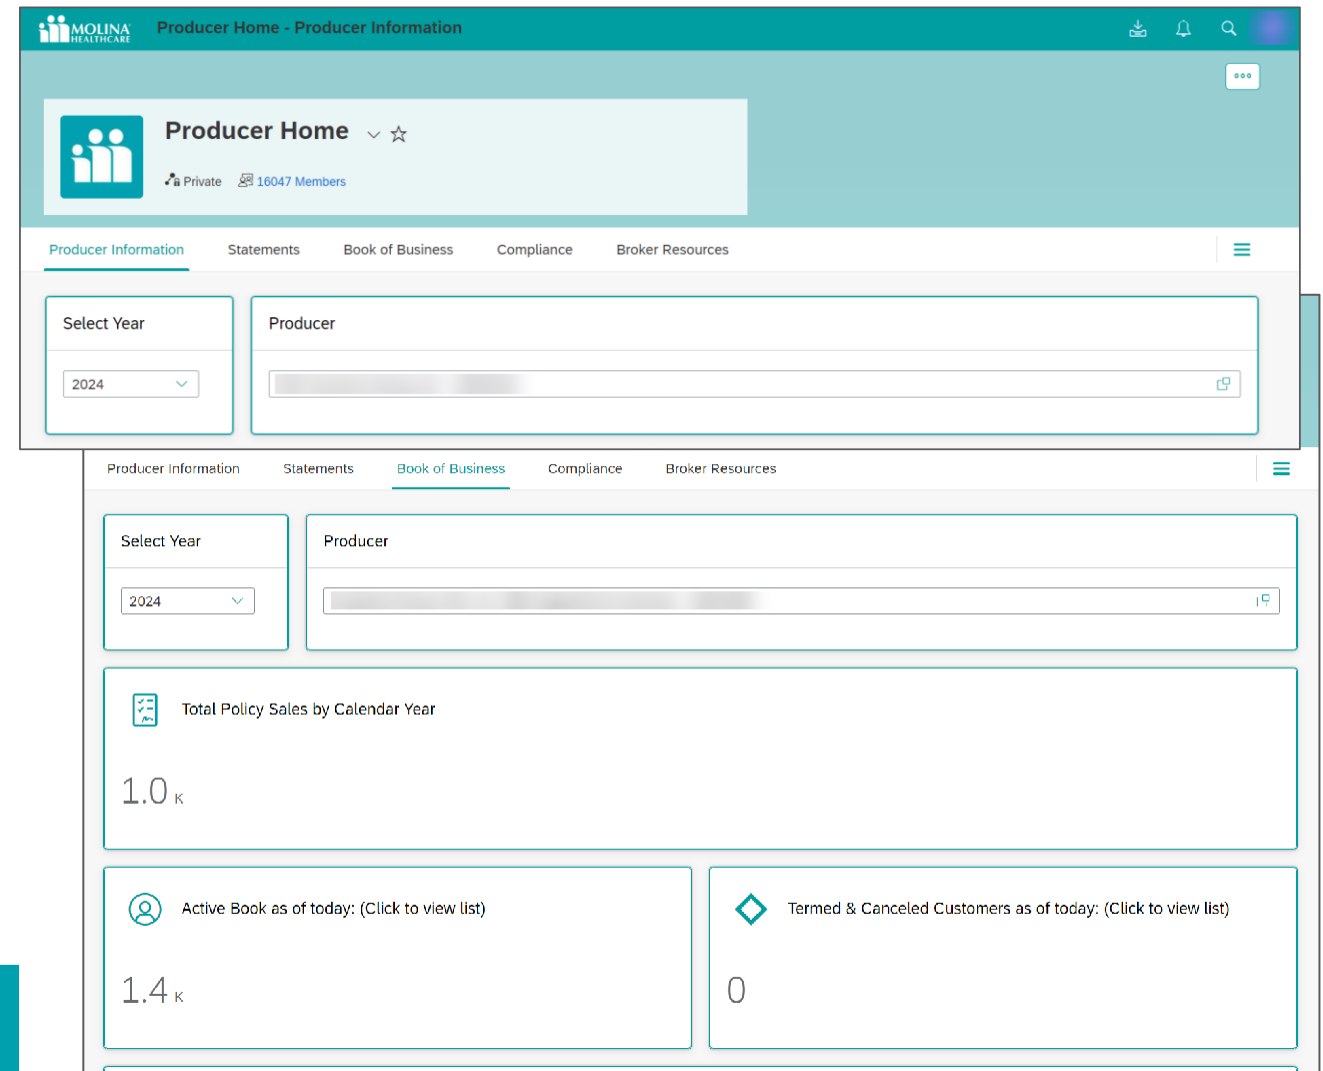 MOLINA
HEALTHCARE
Producer Home - Producer Information
Producer Home
Private 16047 Members
Producer Information Statements Book of Business Compliance Broker Resources
Select Year
Producer
2024
Producer Information Statements Book of Business Compliance Broker Resources
Select Year
Producer
2024
Total Policy Sales by Calendar Year
1.0 K
Active Book as of today: (Click to view list)
1.4 K
Termed & Canceled Customers as of today: (Click to view list)
0